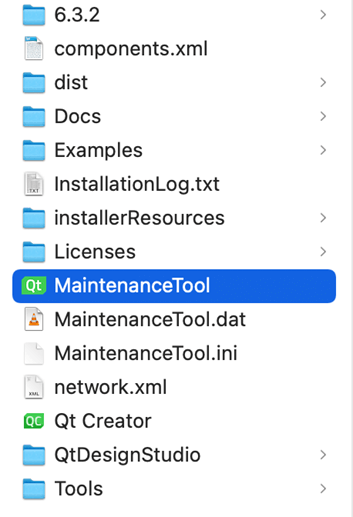 6.3.2
components.xml
dist
Docs
Examples
InstallationLog.txt
installerResources
Licenses
Qt MaintenanceTool
MaintenanceTool.dat
MaintenanceTool.ini
network.xml
QC Qt Creator
QtDesignStudio
Tools